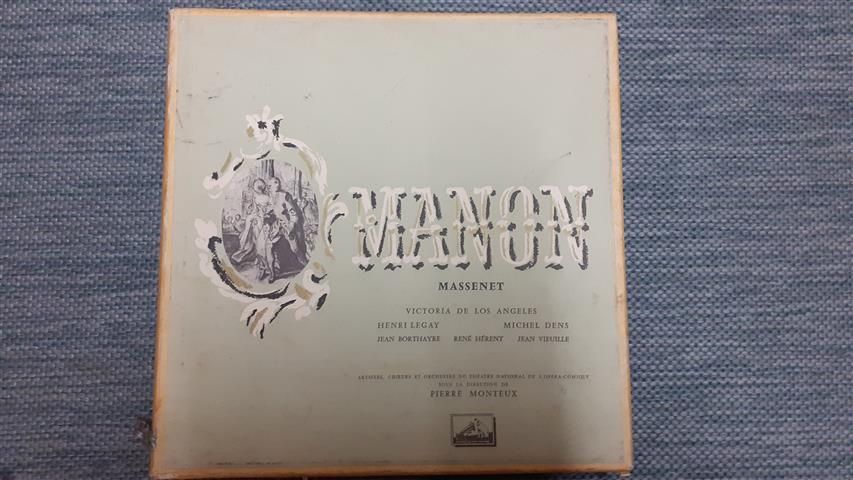 MANON
MASSENET
VICTORIA DE LOS ANGELES
HENRI LEGAY MICHEL DENS
JEAN BORTHAYRE RENÉ HÉRENT JEAN VIEUILLE
ARTISTES, CHŒURS ET ORCHESTRE DU THÉATRE NATIONAL DE L'OPÉRA-COMIQUE
SOUS LA DIRECTION DE
PIERRE MONTEUX